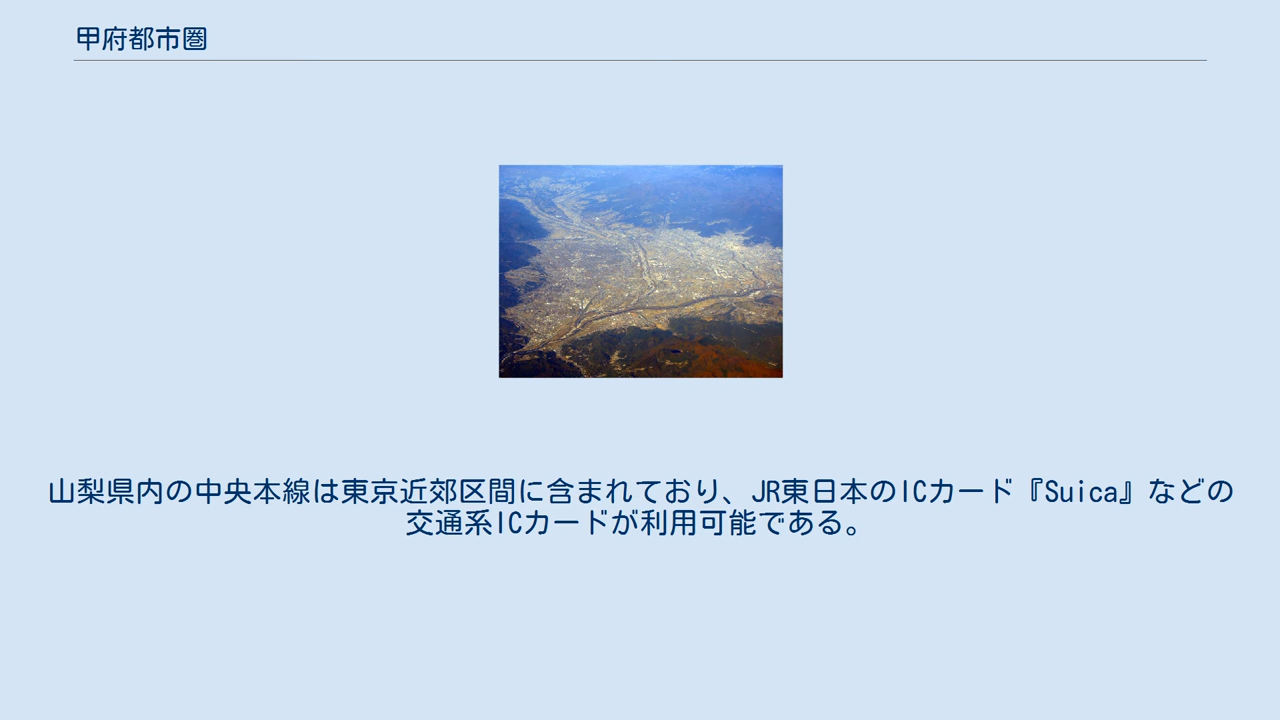 甲府都市圏
山梨県内の中央本線は東京近郊区間に含まれており、JR東日本のICカード『Suica』などの
交通系ICカードが利用可能である。